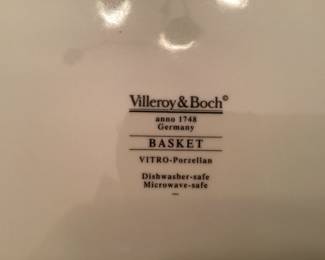 Villeroy & Boch©
anno 1748
Germany
BASKET
VITRO-Porzellan
Dishwasher-safe
Microwave-safe